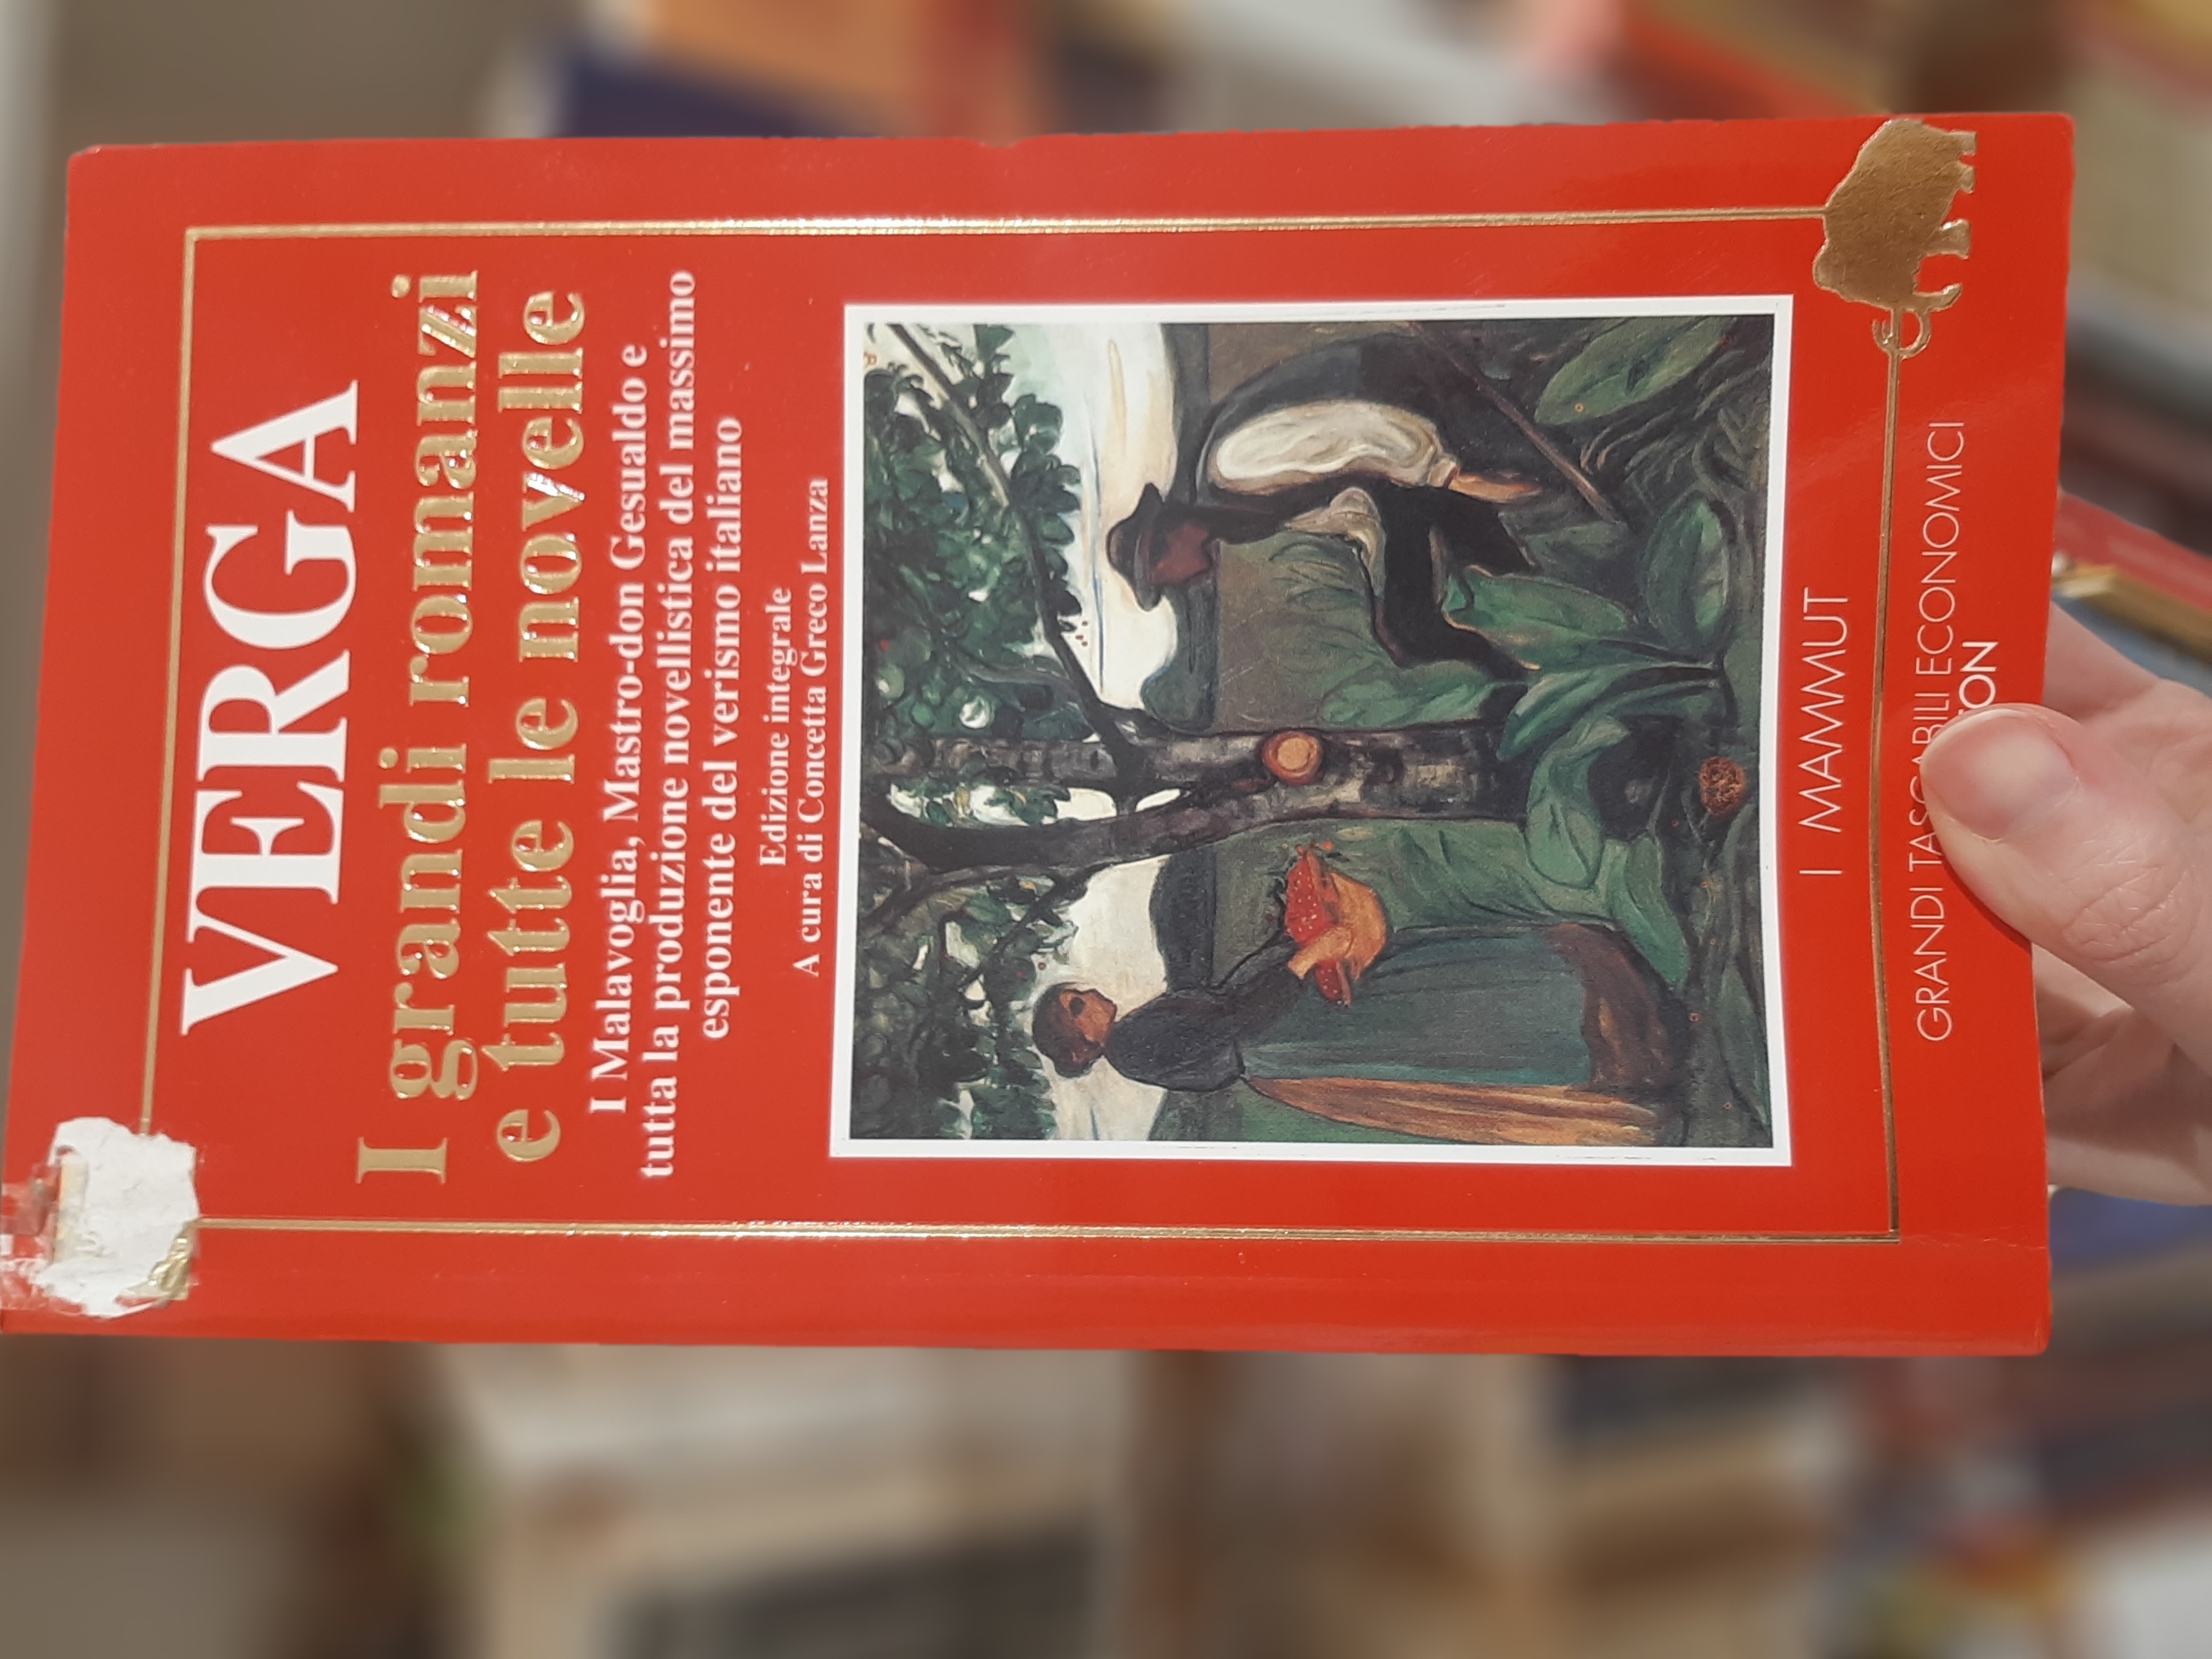 VERGA
I grandi romanzi
e tutte le novelle
I Malavoglia, Mastro-don Gesualdo e
tutta la produzione novellistica del massimo
esponente del verismo italiano
Edizione integrale
A cura di Concetta Greco Lanza
I MAMMUT
GRANDI TASCABILI ECONOMICI